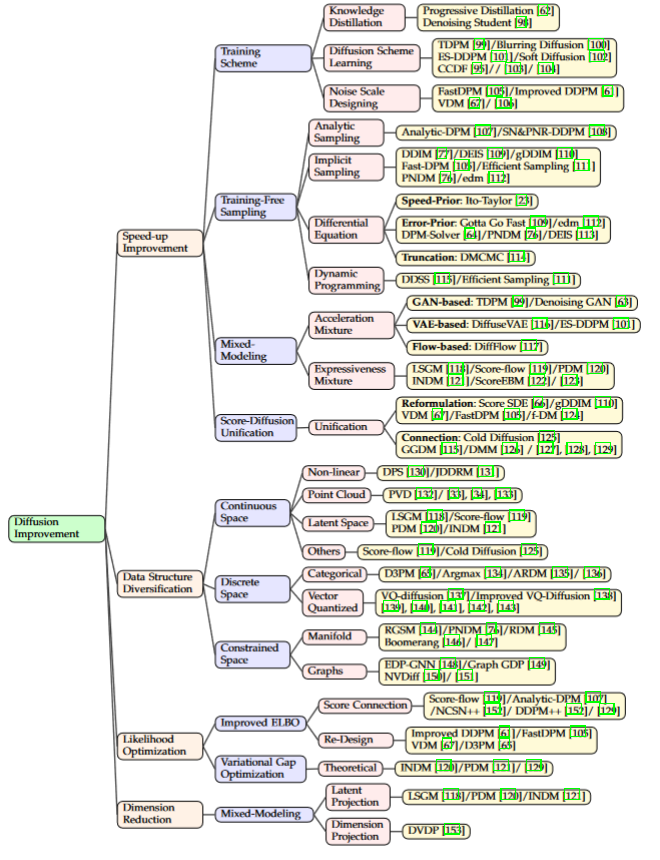 Knowledge
Distillation
Progressive Distillation [62]
Denoising Student [98]
Training
Scheme
Diffusion Scheme
Learning
TDPM [99]/Blurring Diffusion [100]
ES-DDPM [101]/Soft Diffusion [102]
CCDF [95]// [103]/ [104]
Noise Scale
Designing
FastDPM [105]/Improved DDPM [61]
VDM [67]/ [106]
Analytic
Sampling
Analytic-DPM [107]/SN&PNR-DDPM [108]
Implicit
Sampling
DDIM [77]/DEIS [109]/gDDIM [110]
Fast-DPM [105]/Efficient Sampling [111]
PNDM [76]/edm [112]
Training-Free
Sampling
Differential
Equation
Speed-Prior: Ito-Taylor [23]
Error-Prior: Gotta Go Fast [109]/edm [112]
DPM-Solver [64]/PNDM [76]/DEIS [113]
Truncation: DMCMC [114]
Dynamic
Programming
DDSS [115]/Efficient Sampling [111]
Speed-up
Improvement
Mixed-
Modeling
Acceleration
Mixture
GAN-based: TDPM [99]/Denoising GAN [63]
VAE-based: DiffuseVAE [116]/ES-DDPM [101]
Flow-based: DiffFlow [117]
Expressiveness
Mixture
LSGM [118]/Score-flow [119]/PDM [120]
INDM [121]/ScoreEBM [122]/ [123]
Score-Diffusion
Unification
Unification
Reformulation: Score SDE [66]/gDDIM [110]
VDM [67]/FastDPM [105]/f-DM [124]
Connection: Cold Diffusion [125]
GGDM [115]/DMM [126]/ [127], [128], [129]
Diffusion
Improvement
Data Structure
Diversification
Continuous
Space
Non-linear
DPS [130]/JDDRM [131]
Point Cloud
PVD [132]/ [33], [34], [133]
Latent Space
LSGM [118]/Score-flow [119]
PDM [120]/INDM [121]
Others
Score-flow [119]/Cold Diffusion [125]
Discrete
Space
Categorical
D3PM [65]/Argmax [134]/ARDM [135]/ [136]
Vector
Quantized
VQ-diffusion [137]/Improved VQ-Diffusion [138]
[139], [140], [141], [142], [143]
Constrained
Space
Manifold
RGSM [144]/PNDM [76]/RDM [145]
Boomerang [146]/ [147]
Graphs
EDP-GNN [148]/Graph GDP [149]
NVDiff [150]/ [151]
Likelihood
Optimization
Improved ELBO
Score Connection
Score-flow [119]/Analytic-DPM [107]
/NCSN++ [152]/ DDPM++ [152]/ [129]
Re-Design
Improved DDPM [61]/FastDPM [105]
VDM [67]/D3PM [65]
Variational Gap
Optimization
Theoretical
INDM [120]/PDM [121]/ [129]
Dimension
Reduction
Mixed-Modeling
Latent
Projection
LSGM [118]/PDM [120]/INDM [121]
Dimension
Projection
DVDP [153]